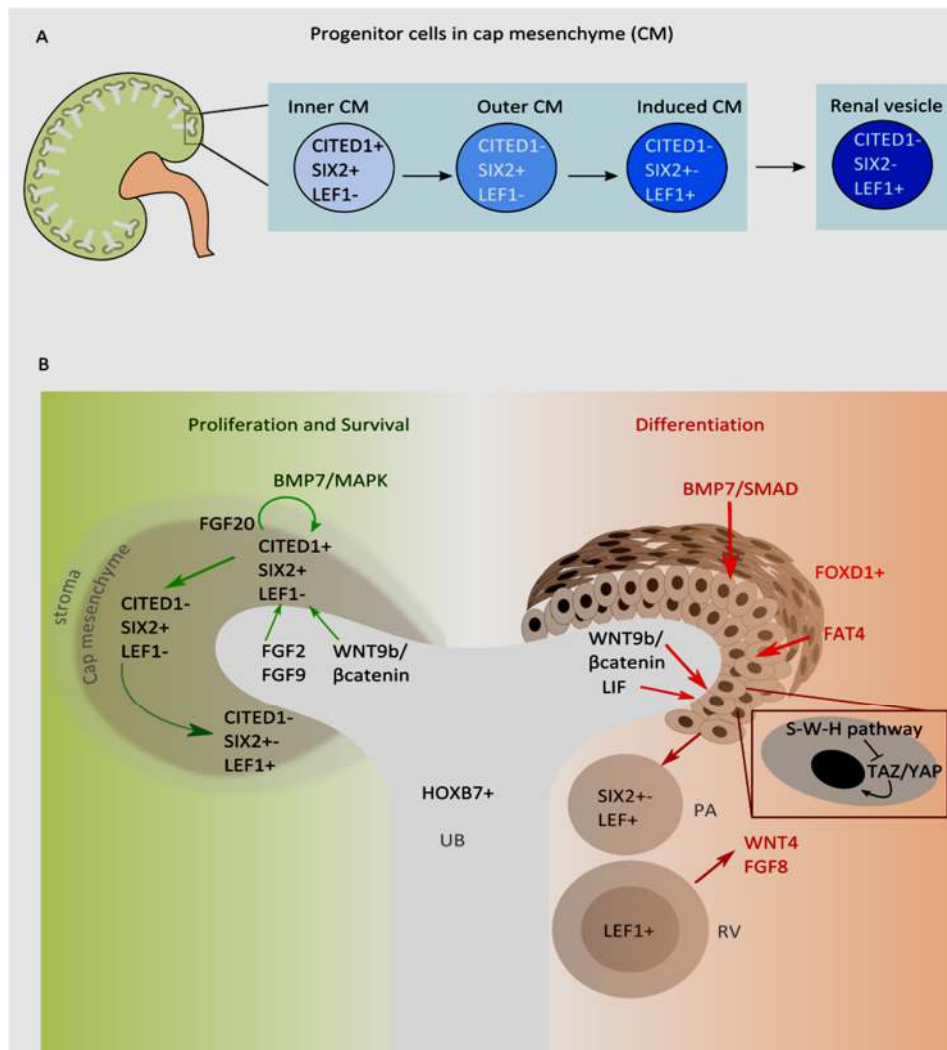 A
Progenitor cells in cap mesenchyme (CM)
Inner CM
CITED1+
SIX2+
LEF1-
Outer CM
CITED1-
SIX2+
LEF1-
Induced CM
CITED1-
SIX2+-
LEF1+
Renal vesicle
CITED1-
SIX2-
LEF1+
B
Proliferation and Survival
BMP7/MAPK
FGF20
CITED1+
SIX2+
LEF1-
stroma
Cap mesenchyme
CITED1-
SIX2+
LEF1-
FGF2
FGF9
WNT9b/
βcatenin
CITED1-
SIX2+-
LEF1+
HOXB7+
UB
Differentiation
BMP7/SMAD
FOXD1+
FAT4
WNT9b/
βcatenin
LIF
S-W-H pathway
TAZ/YAP
SIX2+-
LEF+
PA
WNT4
FGF8
LEF1+
RV